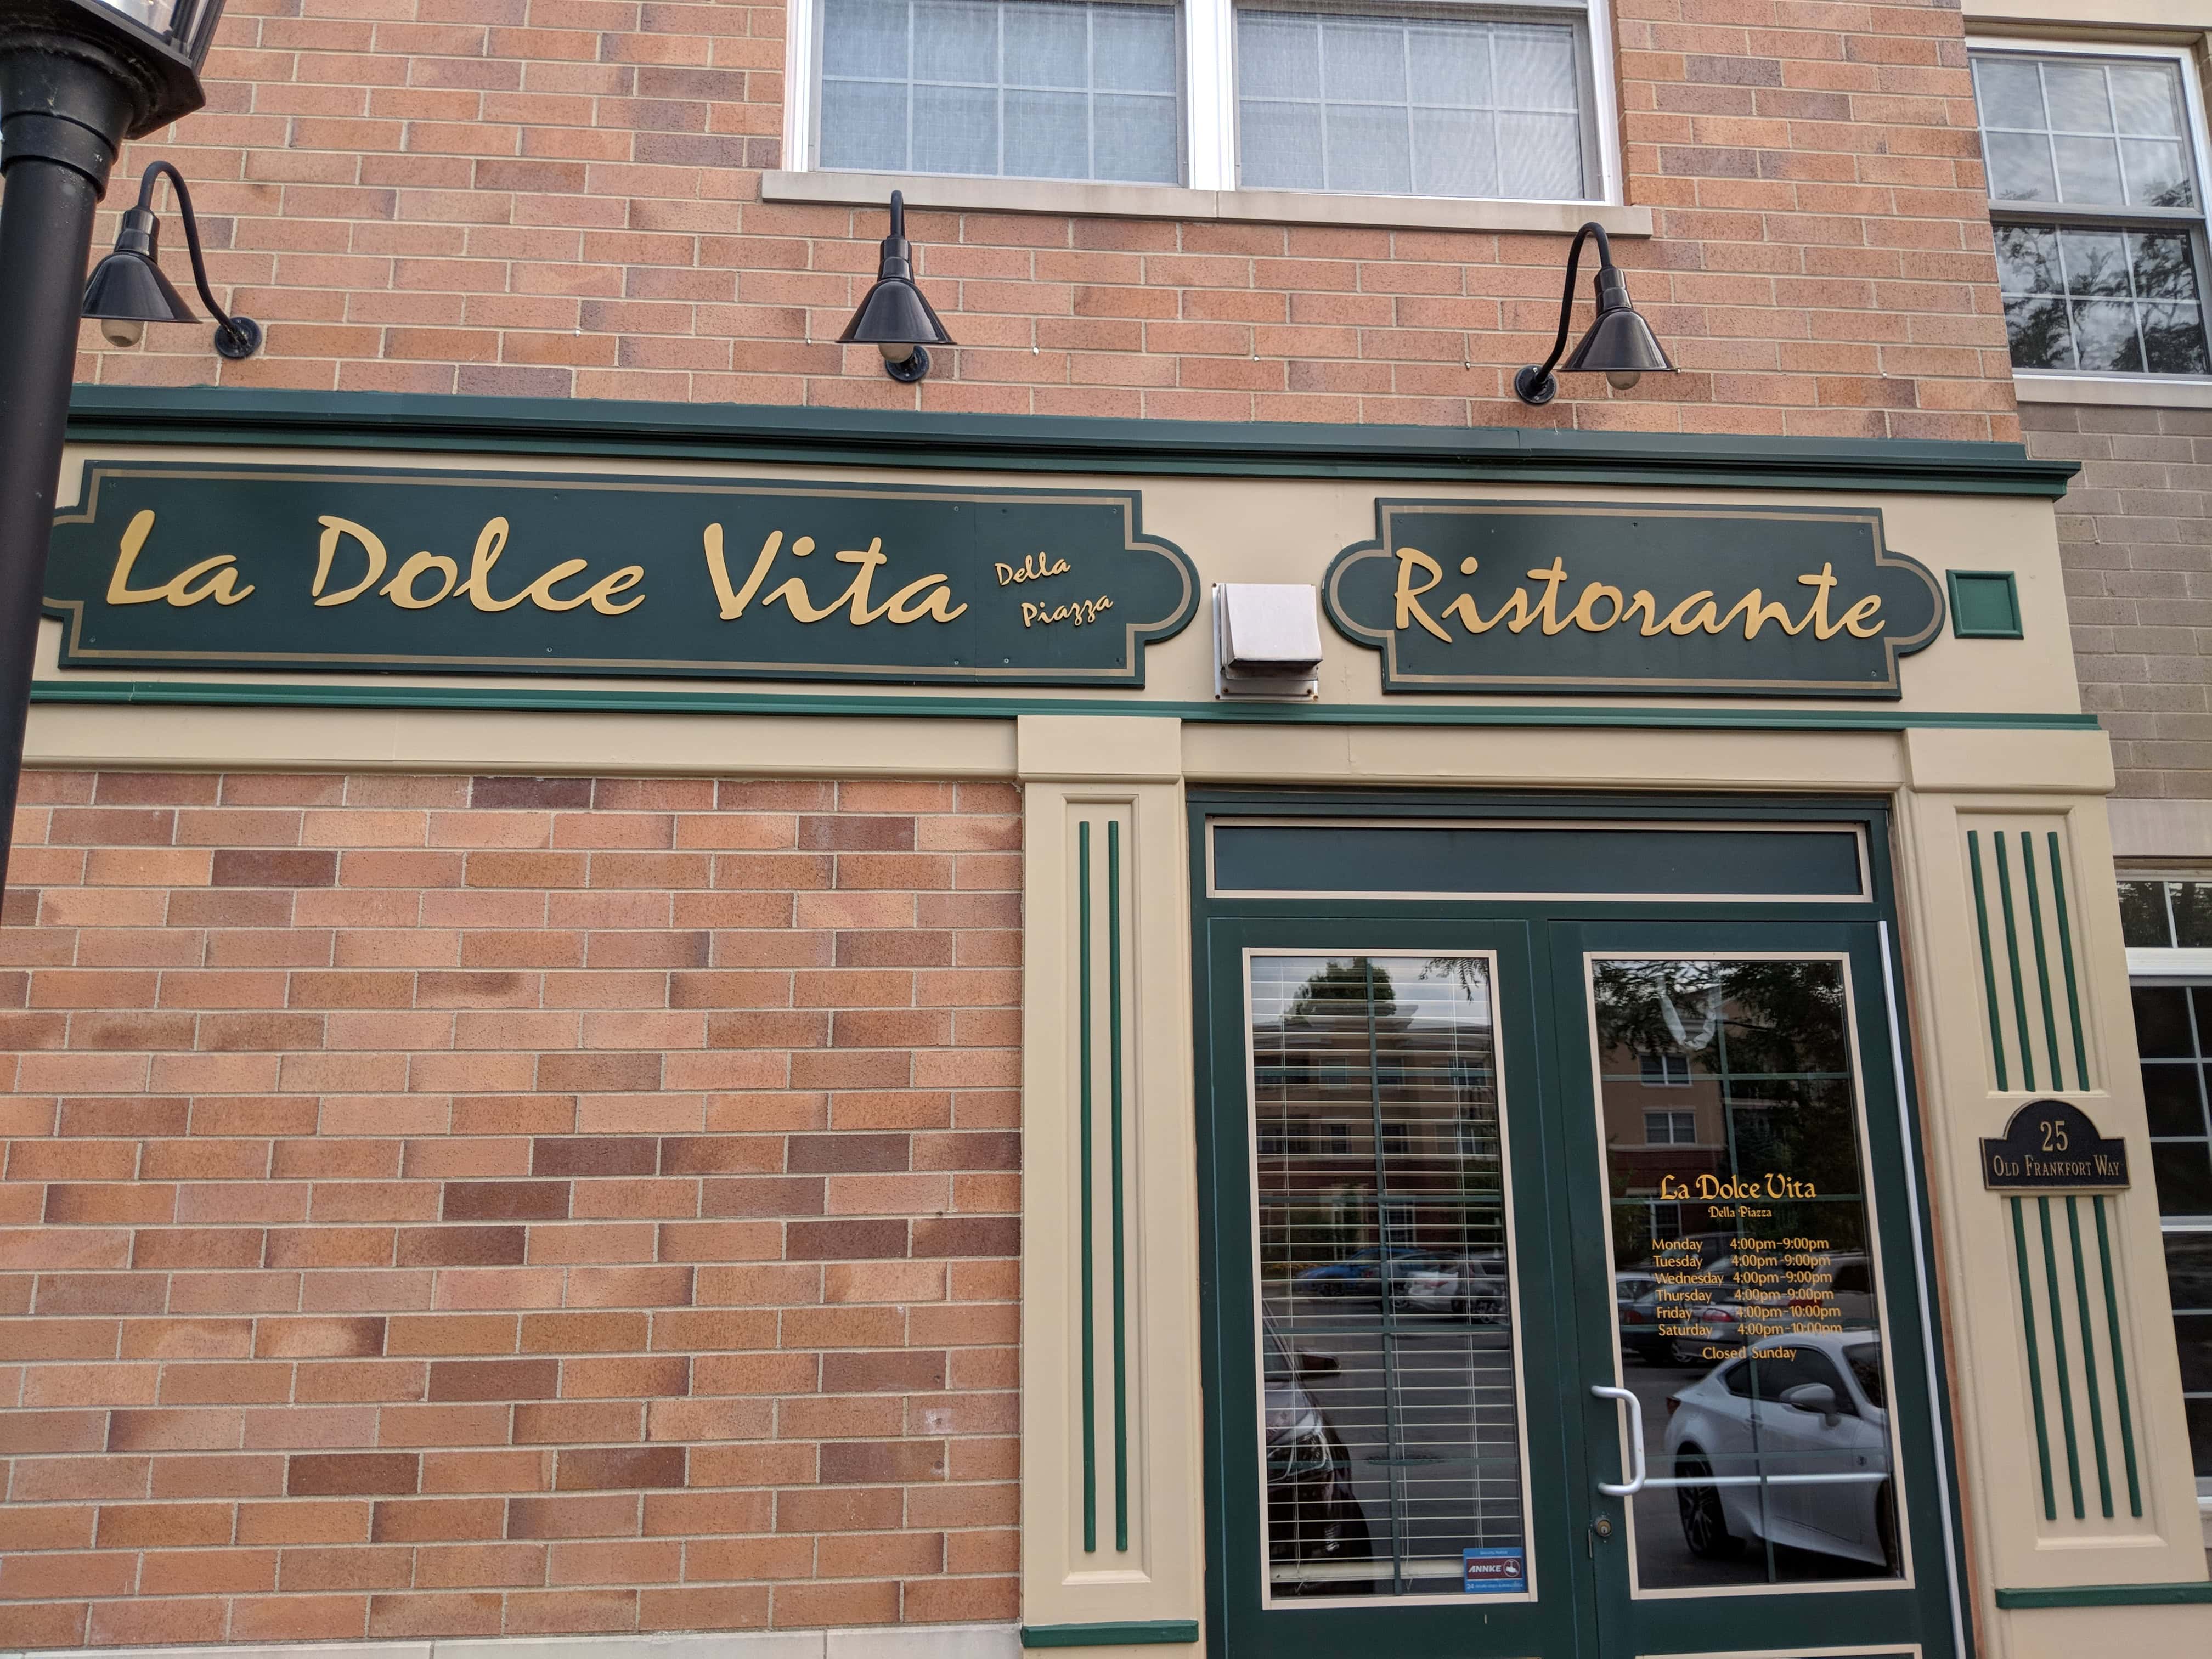 La Dolce Vita Della Piazza Ristorante
25
OLD FRANKFORT WAY
La Dolce Vita
Della Piazza
Monday 4:00pm-9:00pm
Tuesday 4:00pm-9:00pm
Wednesday 4:00pm-9:00pm
Thursday 4:00pm-9:00pm
Friday 4:00pm-10:00pm
Saturday 4:00pm-10:00pm
Closed Sunday
ANNKE